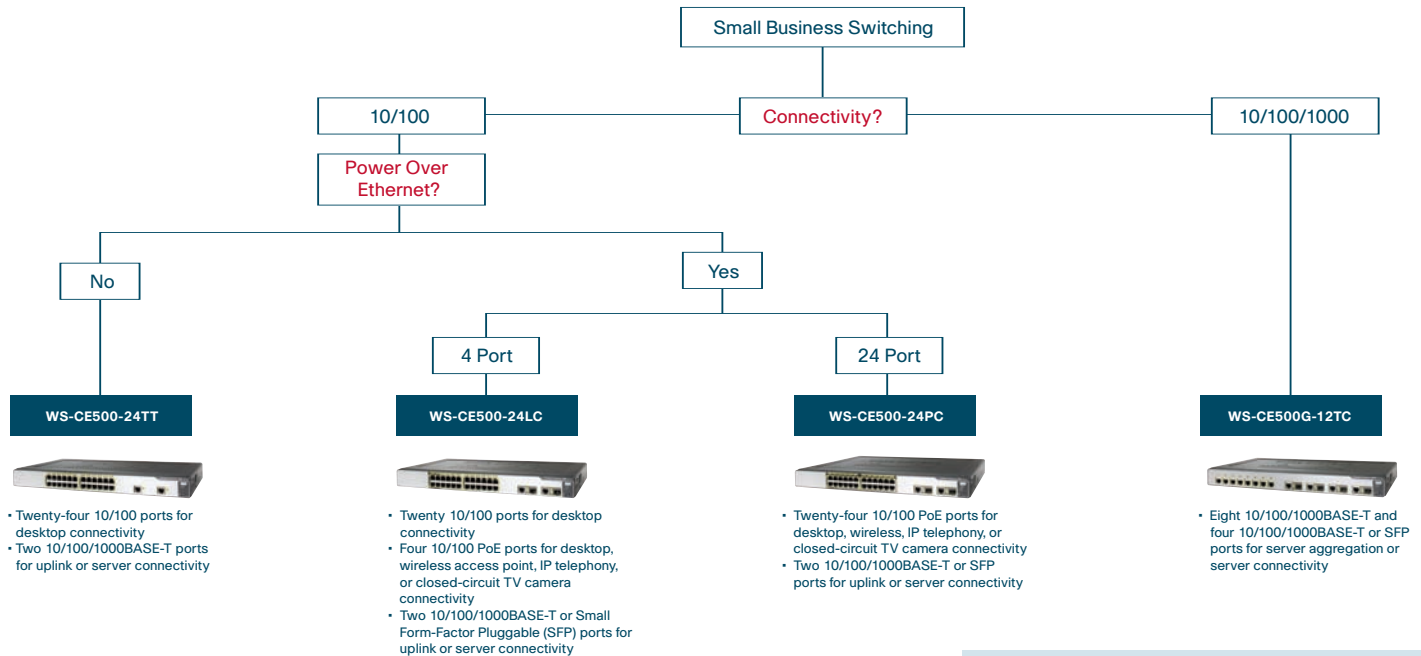 Small Business Switching
10/100
Connectivity?
10/100/1000
Power Over
Ethernet?
No
Yes
4 Port
24 Port
WS-CE500-24TT
WS-CE500-24LC
WS-CE500-24PC
WS-CE500G-12TC
• Twenty-four 10/100 ports for
desktop connectivity
• Two 10/100/1000BASE-T ports
for uplink or server connectivity
• Twenty 10/100 ports for desktop
connectivity
• Four 10/100 PoE ports for desktop,
wireless access point, IP telephony,
or closed-circuit TV camera
connectivity
• Two 10/100/1000BASE-T or Small
Form-Factor Pluggable (SFP) ports for
uplink or server connectivity
• Twenty-four 10/100 PoE ports for
desktop, wireless, IP telephony, or
closed-circuit TV camera connectivity
• Two 10/100/1000BASE-T or SFP
ports for uplink or server connectivity
• Eight 10/100/1000BASE-T and
four 10/100/1000BASE-T or SFP
ports for server aggregation or
server connectivity